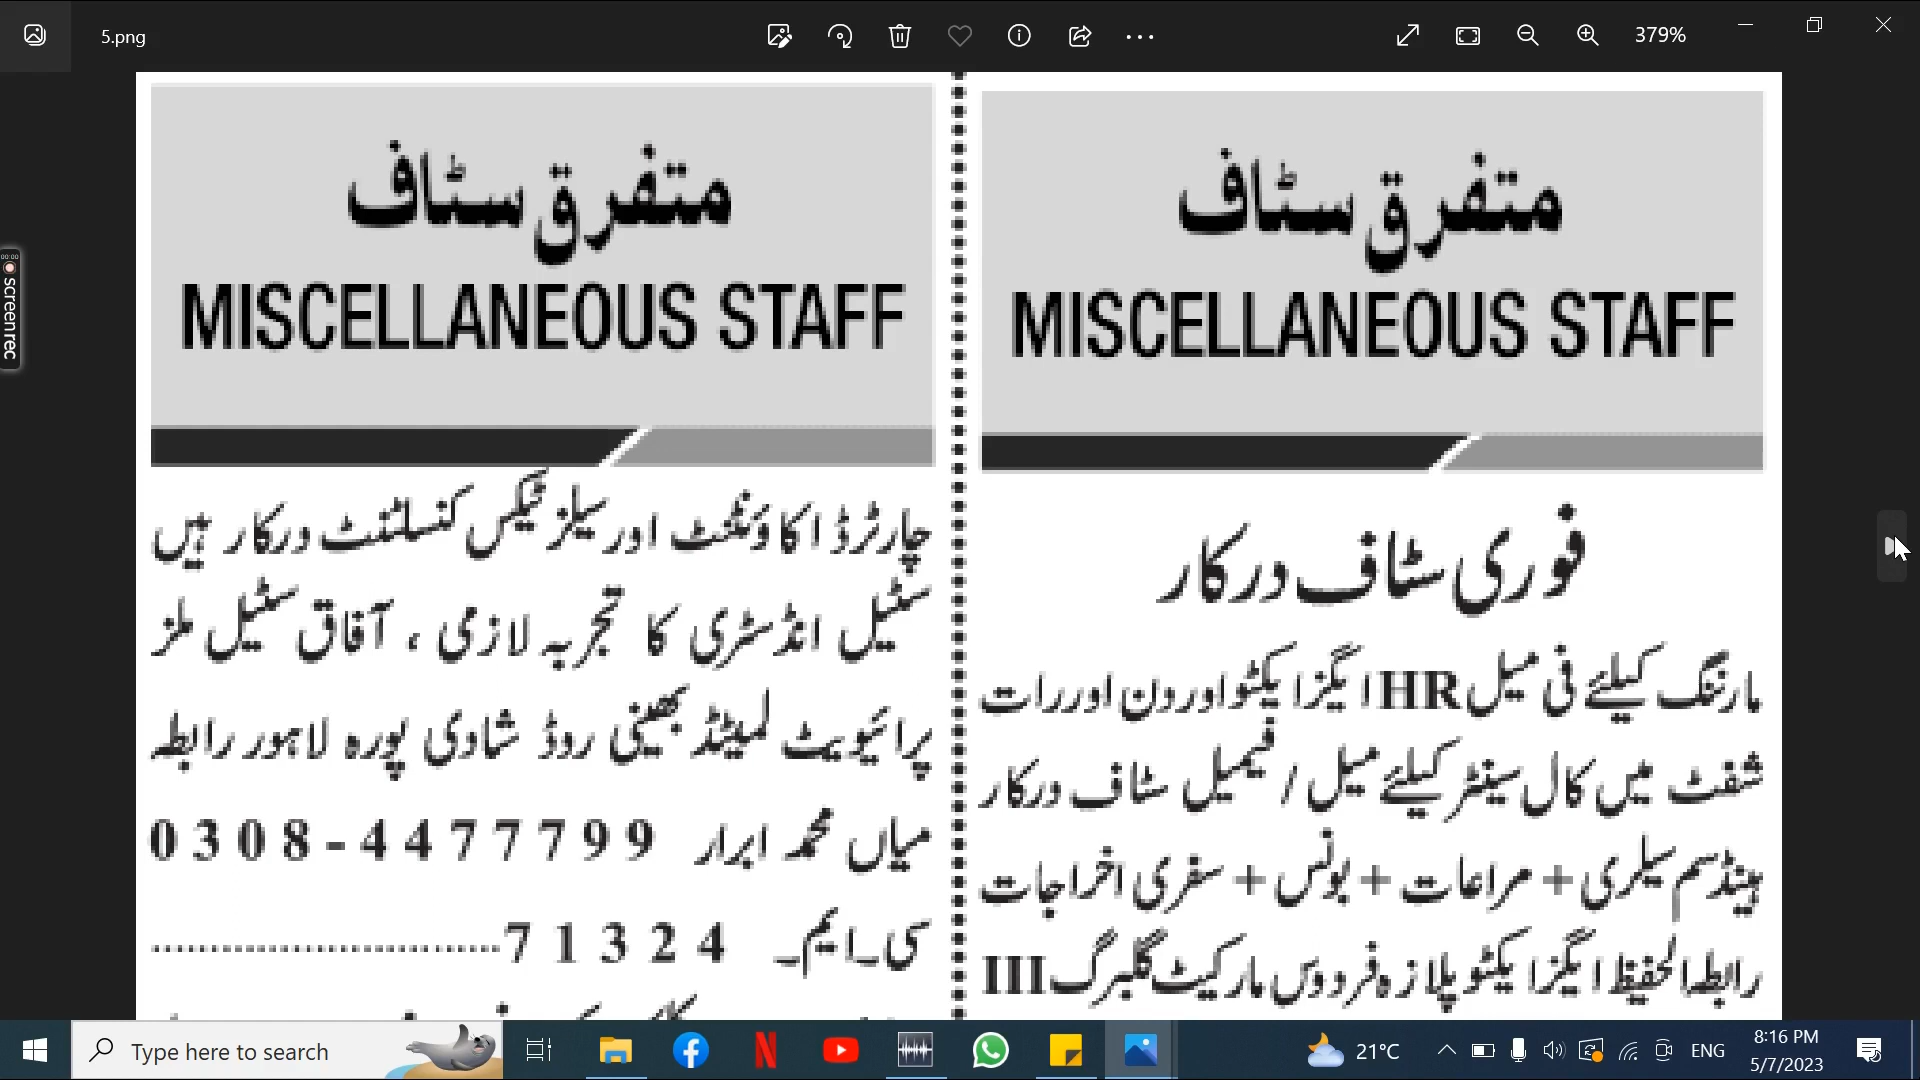 5.png
379%
متفرق سٹاف
MISCELLANEOUS STAFF
فوری سٹاف درکار
مارننگ کیلئے فی میل HR ایگزایکٹو اور دن اور رات
شفٹ میں کال سینٹر کیلئے میل / فیمیل سٹاف درکار
ہینڈسم سیلری + مراعات + بونس + سفری اخراجات
رابطہ الحفیظ ایگزایکٹو پلازہ فردوس مارکیٹ گلبرگ III
متفرق سٹاف
MISCELLANEOUS STAFF
چارٹرڈ اکاؤنٹنٹ اور سیلز ٹیکس کنسلٹنٹ درکار ہیں
سٹیل انڈسٹری کا تجربہ لازمی ، آفاق سٹیل ملز
پرائیویٹ لمیٹڈ بھینی روڈ شادی پورہ لاہور رابطہ
میاں محمد ابرار 0308-4477799
سی۔ایم۔ 71324
00:00
screenrec
Type here to search
21°C
ENG
8:16 PM
5/7/2023